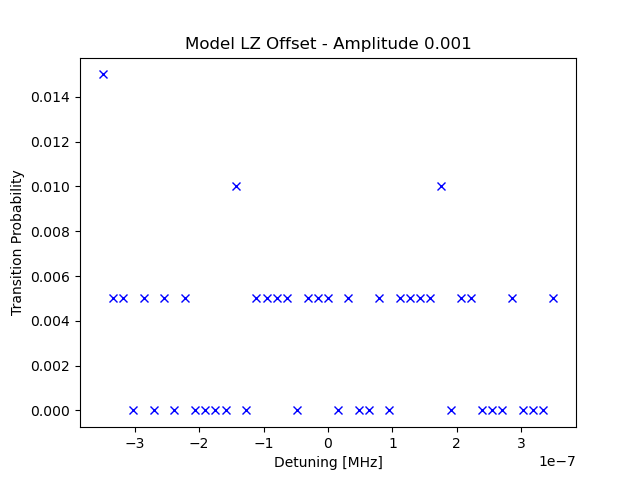 Model LZ Offset - Amplitude 0.001
Transition Probability
0.014
0.012
0.010
0.008
0.006
0.004
0.002
0.000
−3 −2 −1 0 1 2 3
1e−7
Detuning [MHz]